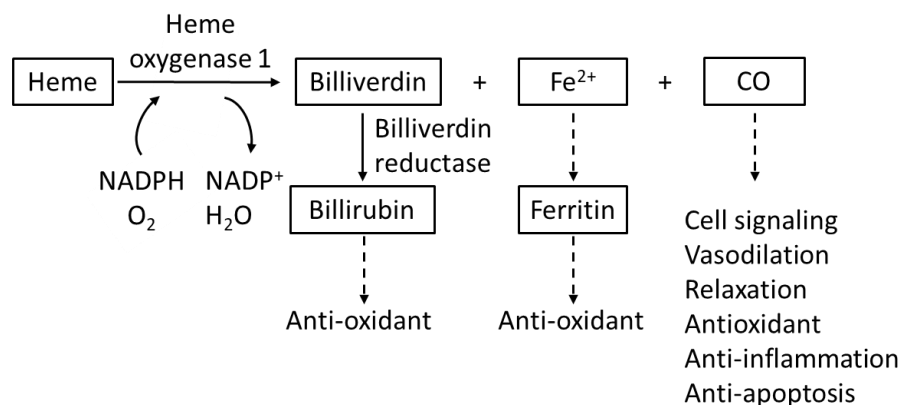 Heme
oxygenase 1
Heme
Billiverdin
+
Fe²⁺
+
CO
NADPH
O₂
NADP⁺
H₂O
Billiverdin
reductase
Billirubin
Ferritin
Anti-oxidant
Anti-oxidant
Cell signaling
Vasodilation
Relaxation
Antioxidant
Anti-inflammation
Anti-apoptosis